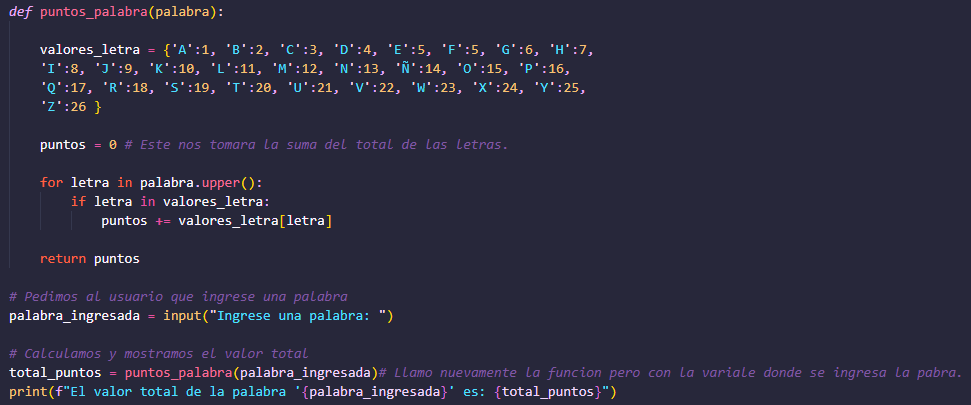 def puntos_palabra(palabra):
valores_letra = {'A':1, 'B':2, 'C':3, 'D':4, 'E':5, 'F':5, 'G':6, 'H':7,
'I':8, 'J':9, 'K':10, 'L':11, 'M':12, 'N':13, 'Ñ':14, 'O':15, 'P':16,
'Q':17, 'R':18, 'S':19, 'T':20, 'U':21, 'V':22, 'W':23, 'X':24, 'Y':25,
'Z':26 }
puntos = 0 # Este nos tomara la suma del total de las letras.
for letra in palabra.upper():
if letra in valores_letra:
puntos += valores_letra[letra]
return puntos
# Pedimos al usuario que ingrese una palabra
palabra_ingresada = input("Ingrese una palabra: ")
# Calculamos y mostramos el valor total
total_puntos = puntos_palabra(palabra_ingresada)# Llamo nuevamente la funcion pero con la variale donde se ingresa la pabra.
print(f"El valor total de la palabra '{palabra_ingresada}' es: {total_puntos}")